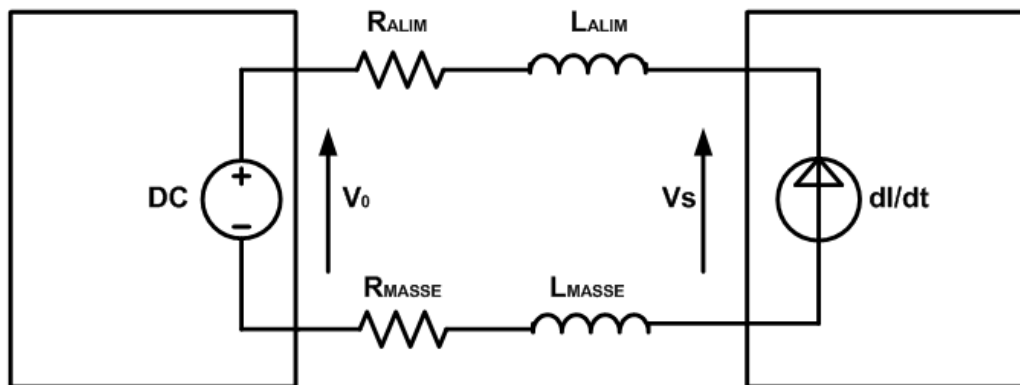 RALIM
LALIM
DC
+
−
V₀
Vs
dI/dt
RMASSE
LMASSE